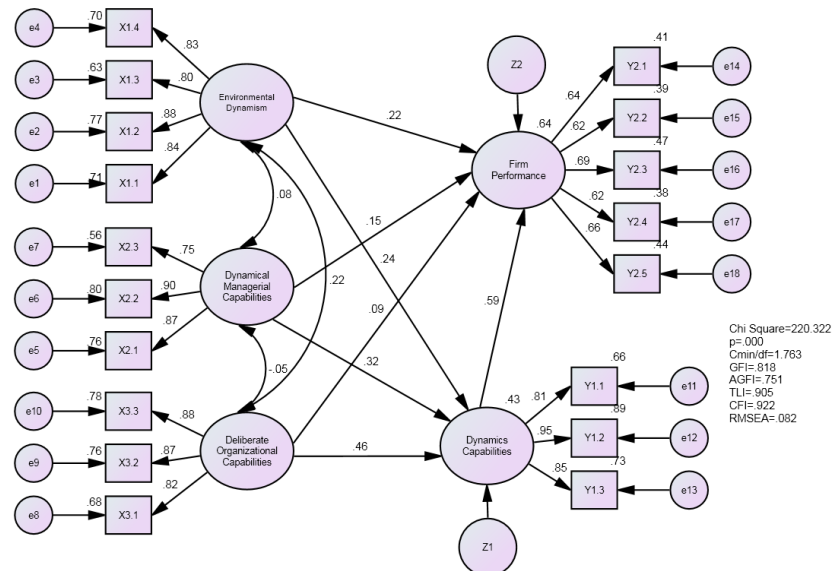 e4
.70
X1.4
.83
e3
.63
X1.3
.80
e2
.77
X1.2
.88
e1
.71
X1.1
.84
Environmental
Dynamism
e7
.56
X2.3
.75
e6
.80
X2.2
.90
e5
.76
X2.1
.87
Dynamical
Managerial
Capabilities
e10
.78
X3.3
.88
e9
.76
X3.2
.87
e8
.68
X3.1
.82
Deliberate
Organizational
Capabilities
.08
.22
-.05
.22
.15
.24
.09
.32
.46
.59
Z2
.64
Firm
Performance
.64
Y2.1
.41
e14
.62
Y2.2
.39
e15
.69
Y2.3
.47
e16
.62
Y2.4
.38
e17
.66
Y2.5
.44
e18
.43
Dynamics
Capabilities
Z1
.81
Y1.1
.66
e11
.95
Y1.2
.89
e12
.85
Y1.3
.73
e13
Chi Square=220.322
p=.000
Cmin/df=1.763
GFI=.818
AGFI=.751
TLI=.905
CFI=.922
RMSEA=.082